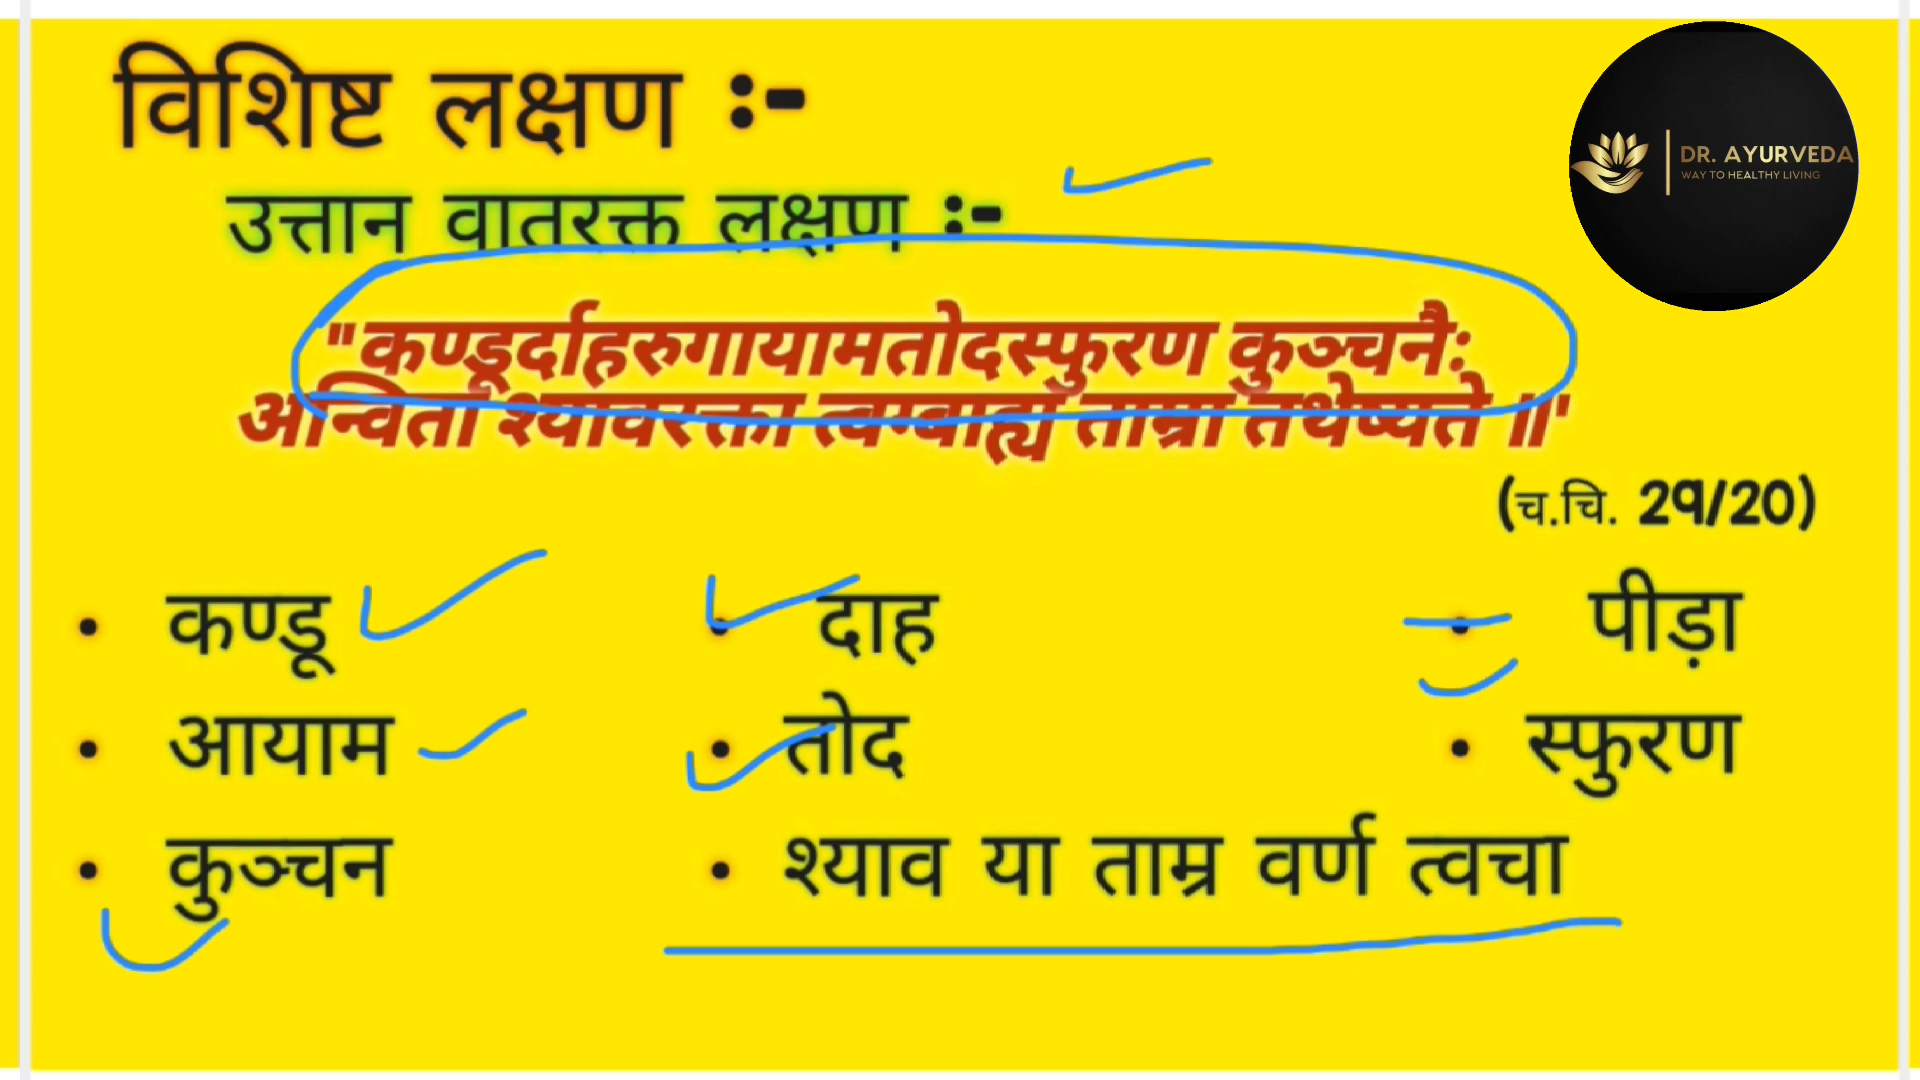 विशिष्ट लक्षण :-
DR. AYURVEDA
WAY TO HEALTHY LIVING
उत्तान वातरक्त लक्षण :-
"कण्डूर्दाहरुगायामतोदस्फुरण कुञ्चनैः
अन्विता श्यावरक्ता त्वग्बाह्य ताम्रा तथेष्यते ॥'
(च.चि. 2९/20)
• कण्डू • दाह • पीड़ा
• आयाम • तोद • स्फुरण
• कुञ्चन • श्याव या ताम्र वर्ण त्वचा